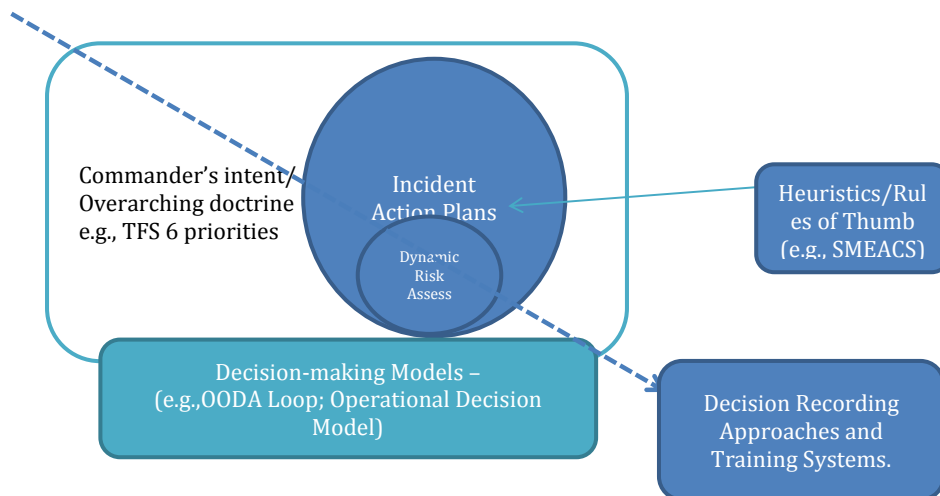 Commander's intent/
Overarching doctrine
e.g., TFS 6 priorities
Incident
Action Plans
Dynamic
Risk
Assess
Heuristics/Rul
es of Thumb
(e.g., SMEACS)
Decision-making Models –
(e.g.,OODA Loop; Operational Decision
Model)
Decision Recording
Approaches and
Training Systems.